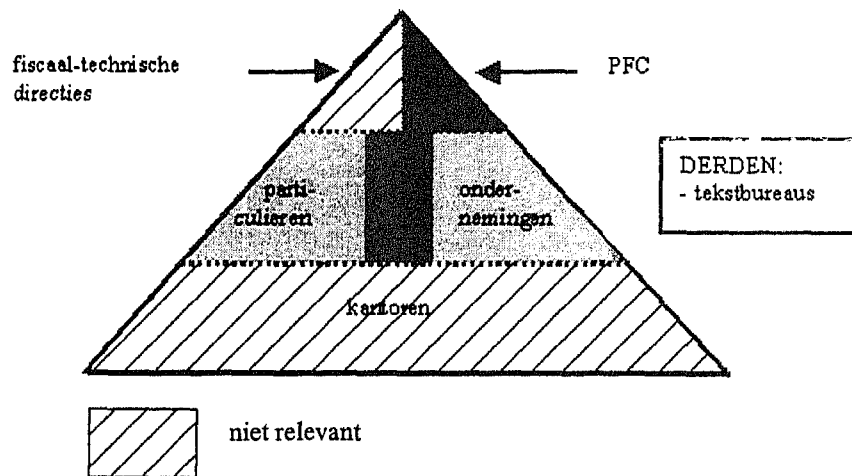 fiscaal-technische
directies
PFC
DERDEN:
- tekstbureaus
parti-
culieren
onder-
nemingen
kantoren
niet relevant